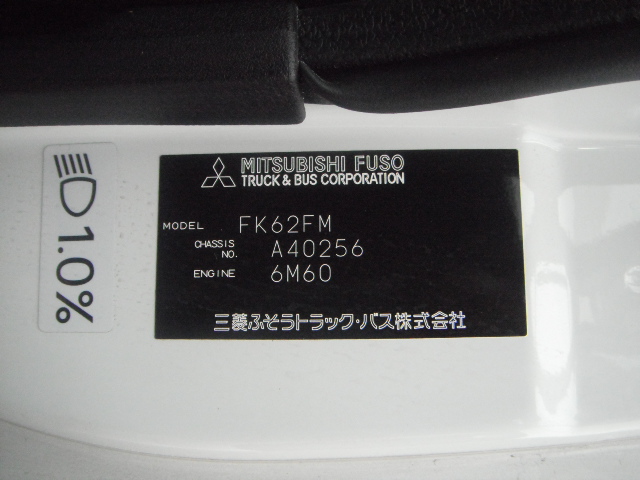 MITSUBISHI FUSO
TRUCK & BUS CORPORATION
MODEL FK62FM
CHASSIS NO. A40256
ENGINE 6M60
三菱ふそうトラック・バス株式会社
1.0%